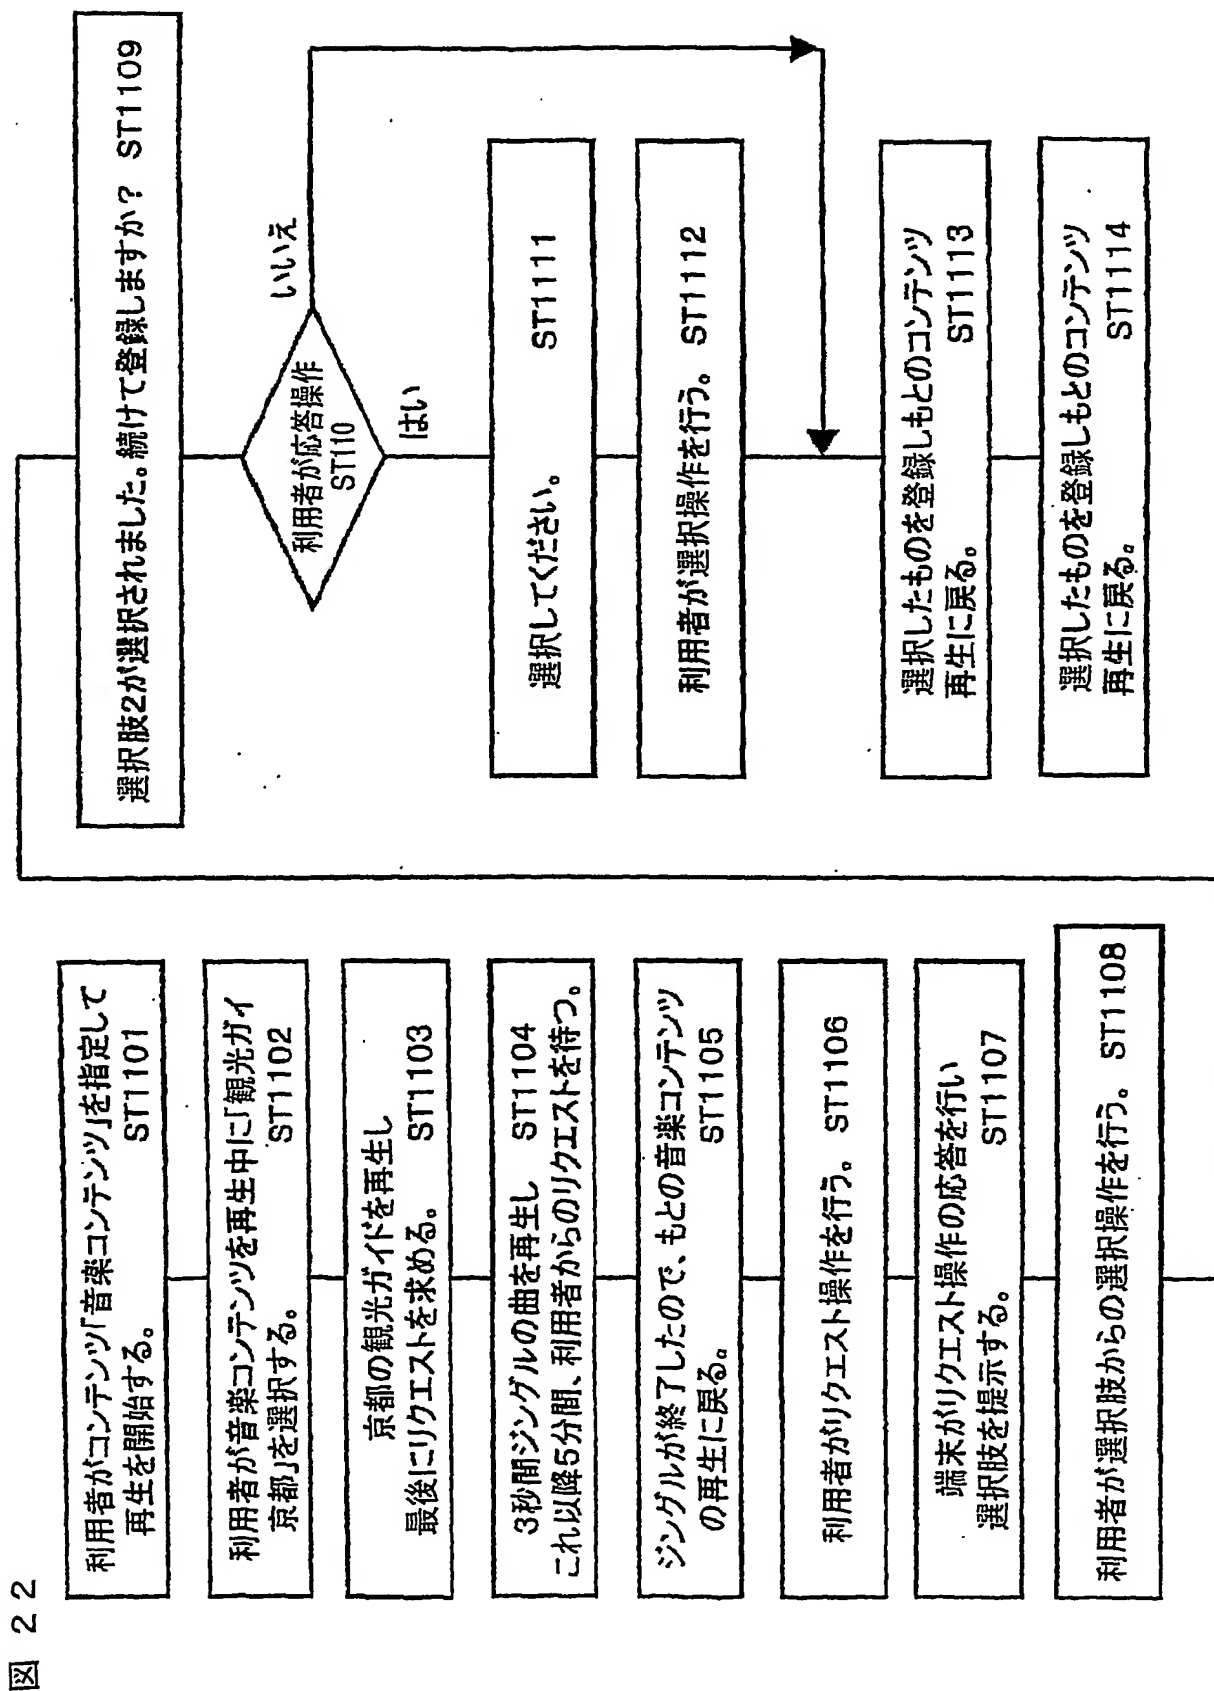 図 22
利用者がコンテンツ「音楽コンテンツ」を指定して
再生を開始する。 ST1101
利用者が音楽コンテンツを再生中に「観光ガイ
京都」を選択する。 ST1102
京都の観光ガイドを再生し
最後にリクエストを求める。 ST1103
3秒間ジングルの曲を再生し ST1104
これ以降5分間、利用者からのリクエストを待つ。
ジングルが終了したので、もとの音楽コンテンツ
の再生に戻る。 ST1105
利用者がリクエスト操作を行う。 ST1106
端末がリクエスト操作の応答を行い
選択肢を提示する。 ST1107
利用者が選択肢からの選択操作を行う。 ST1108
選択肢2が選択されました。続けて登録しますか? ST1109
利用者が応答操作
ST110
いいえ
はい
選択してください。 ST1111
利用者が選択操作を行う。 ST1112
選択したものを登録しもとのコンテンツ
再生に戻る。 ST1113
選択したものを登録しもとのコンテンツ
再生に戻る。 ST1114